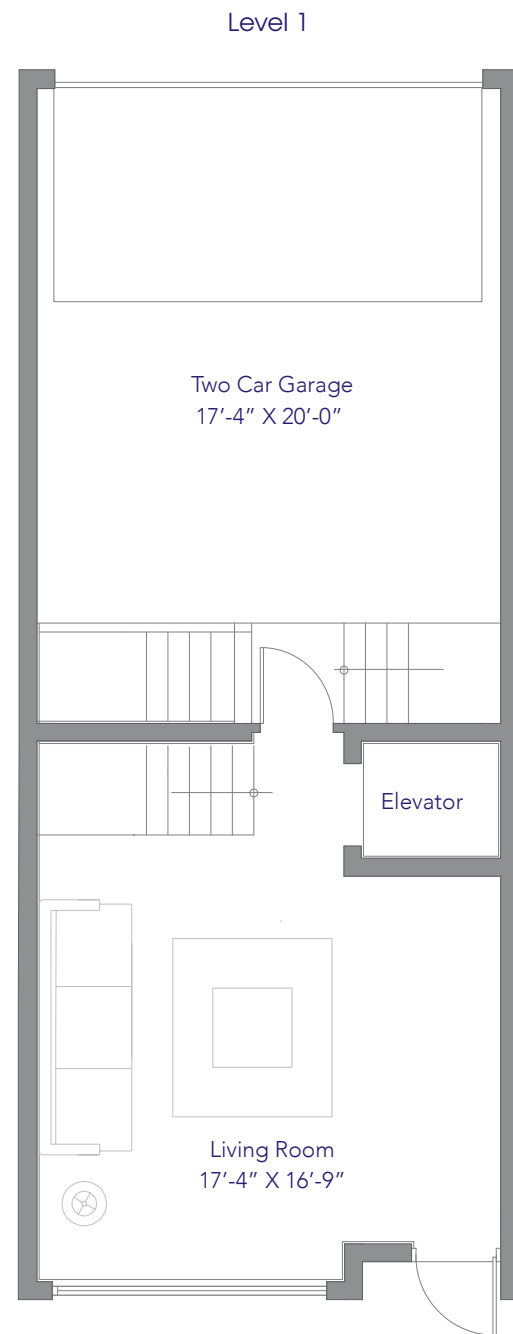 Level 1
Two Car Garage
17’-4” X 20’-0”
Elevator
Living Room
17’-4” X 16’-9”